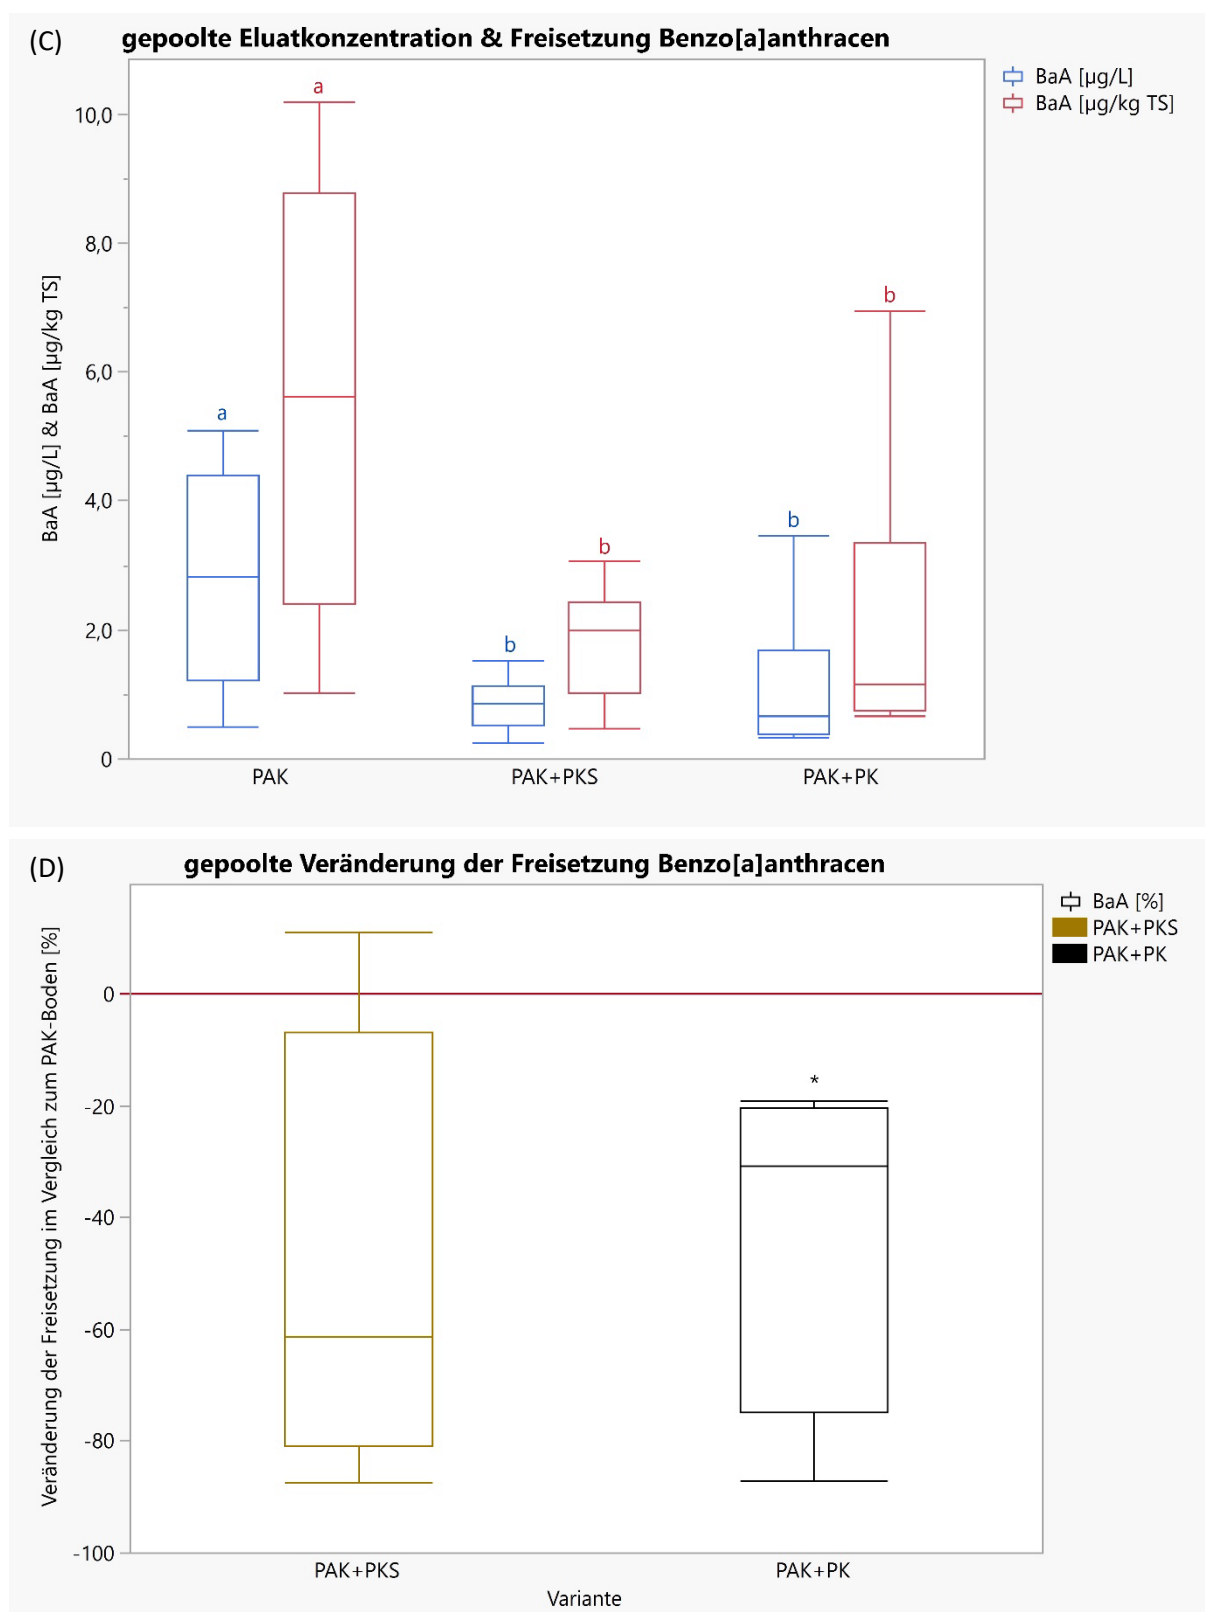 (C)
gepoolte Eluatkonzentration & Freisetzung Benzo[a]anthracen
BaA [µg/L]
BaA [µg/kg TS]
BaA [µg/L] & BaA [µg/kg TS]
10,0
8,0
6,0
4,0
2,0
0
a
a
b
b
b
b
PAK
PAK+PKS
PAK+PK
(D)
gepoolte Veränderung der Freisetzung Benzo[a]anthracen
BaA [%]
PAK+PKS
PAK+PK
Veränderung der Freisetzung im Vergleich zum PAK-Boden [%]
0
-20
-40
-60
-80
-100
*
PAK+PKS
PAK+PK
Variante